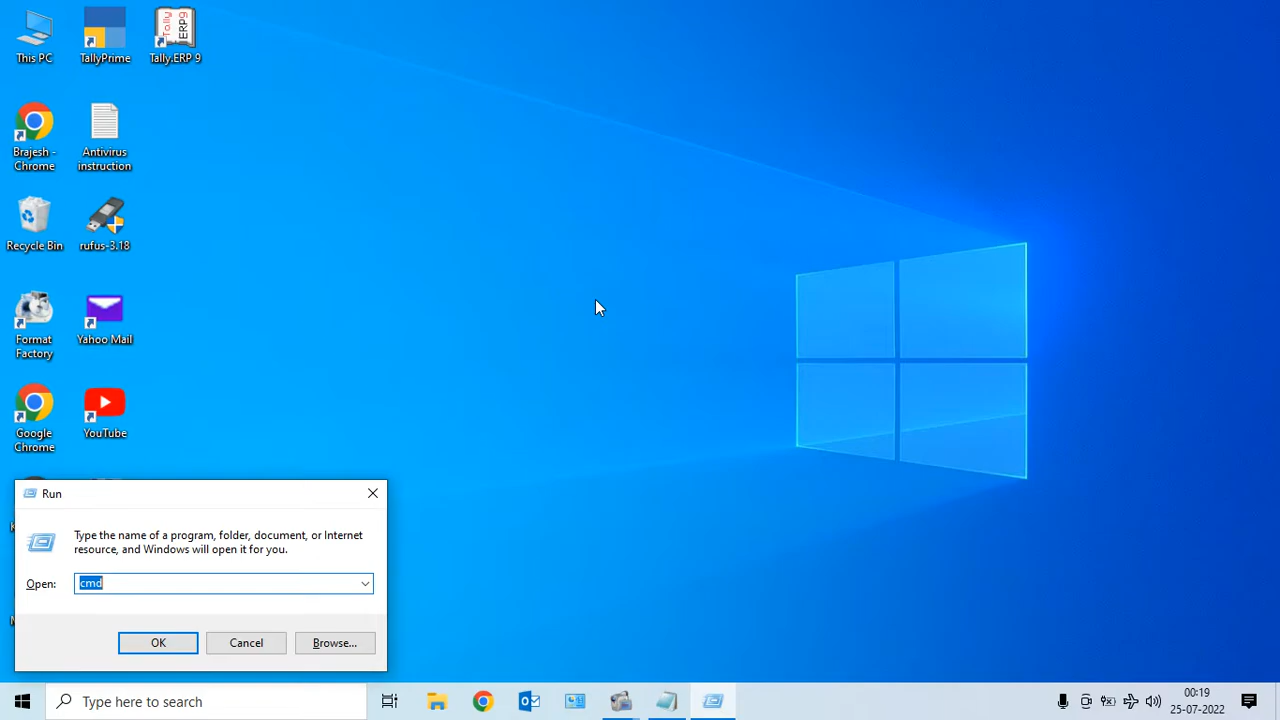 This PC
TallyPrime
Tally.ERP 9
Tally
ERP9
Brajesh -
Chrome
Antivirus
instruction
Recycle Bin
rufus-3.18
Format
Factory
Yahoo Mail
Google
Chrome
YouTube
Run
Type the name of a program, folder, document, or Internet
resource, and Windows will open it for you.
Open:
cmd
OK
Cancel
Browse...
Type here to search
00:19
25-07-2022